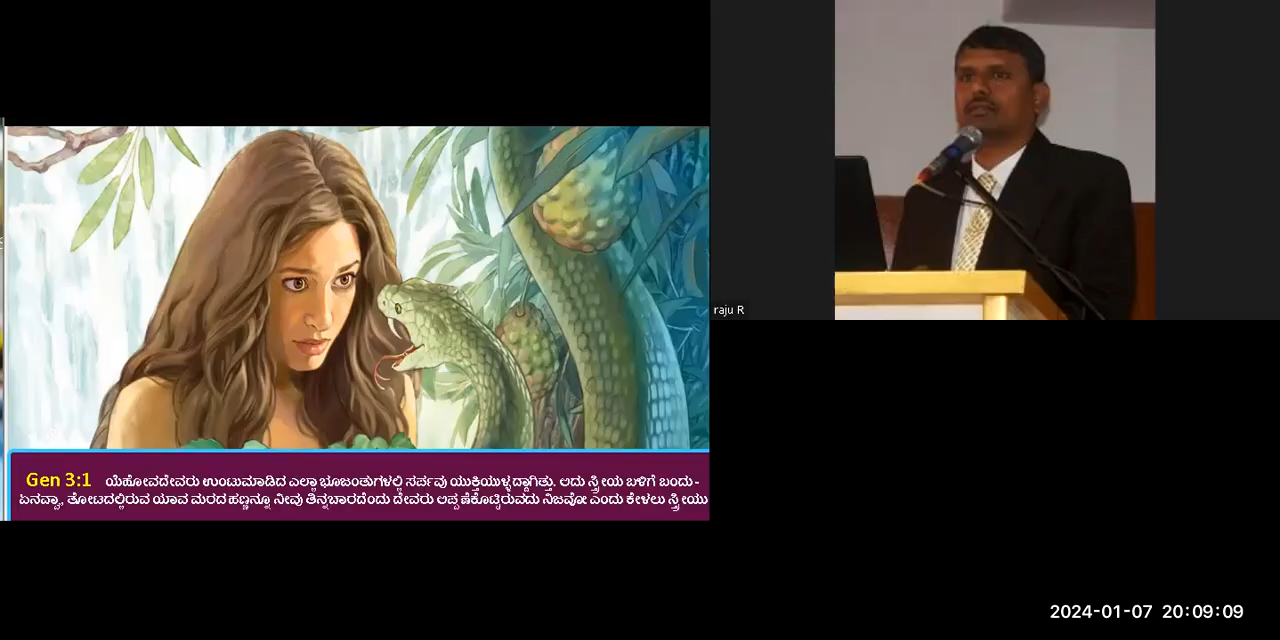 Gen 3:1 ಯೆಹೋವದೇವರು ಉಂಟುಮಾಡಿದ ಎಲ್ಲಾ ಭೂಜಂತುಗಳಲ್ಲಿ ಸರ್ಪವು ಯುಕ್ತಿಯುಳ್ಳದ್ದಾಗಿತ್ತು. ಅದು ಸ್ತ್ರೀಯ ಬಳಿಗೆ ಬಂದು -
ಏನವ್ವಾ, ತೋಟದಲ್ಲಿರುವ ಯಾವ ಮರದ ಹಣ್ಣನ್ನೂ ನೀವು ತಿನ್ನಬಾರದೆಂದು ದೇವರು ಅಪ್ಪಣೆಕೊಟ್ಟಿರುವದು ನಿಜವೋ ಎಂದು ಕೇಳಲು ಸ್ತ್ರೀಯು
raju R
2024-01-07 20:09:09